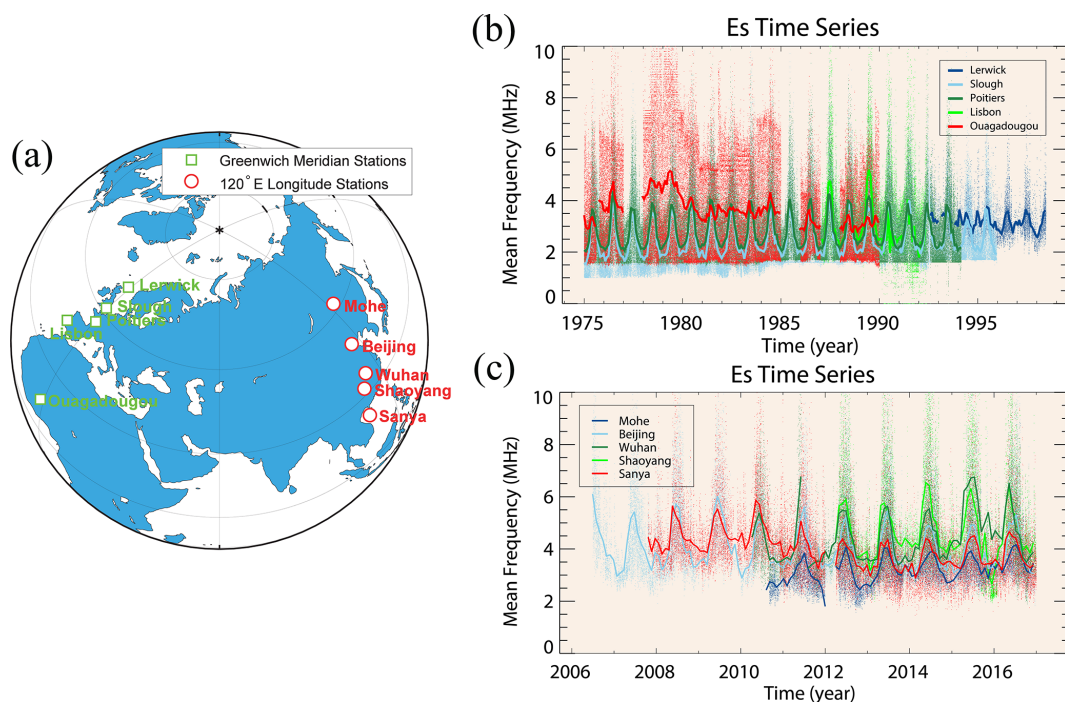 (a)
Greenwich Meridian Stations
120° E Longitude Stations
*
Lerwick
Slough
Poitiers
Lisbon
Ouagadougou
Mohe
Beijing
Wuhan
Shaoyang
Sanya
(b)
Es Time Series
Mean Frequency (MHz)
10
8
6
4
2
0
Lerwick
Slough
Poitiers
Lisbon
Ouagadougou
1975 1980 1985 1990 1995
Time (year)
(c)
Es Time Series
Mean Frequency (MHz)
10
8
6
4
2
0
Mohe
Beijing
Wuhan
Shaoyang
Sanya
2006 2008 2010 2012 2014 2016
Time (year)